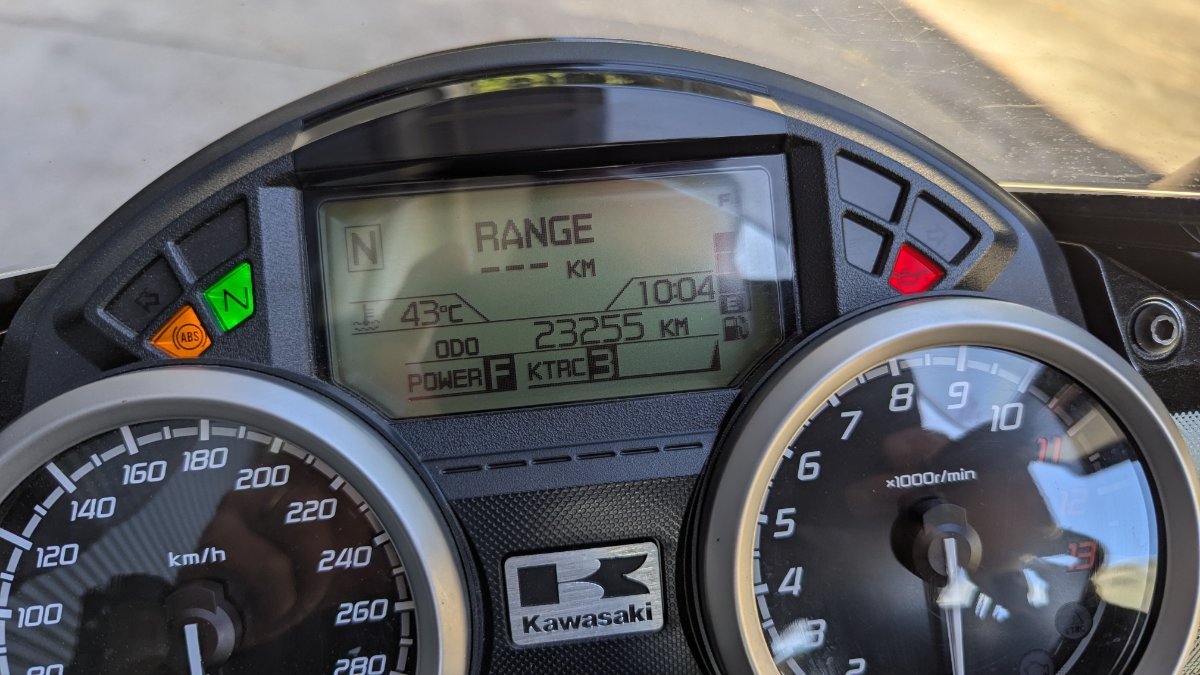 RANGE
--- KM
N
F
43°C
10:04
E
ODO 23255 KM
POWER F KTRC 3
N
ABS
80
100
120
140
160
180
200
220
240
260
280
km/h
Kawasaki
2
3
4
5
6
7
8
9
10
11
12
13
x1000r/min